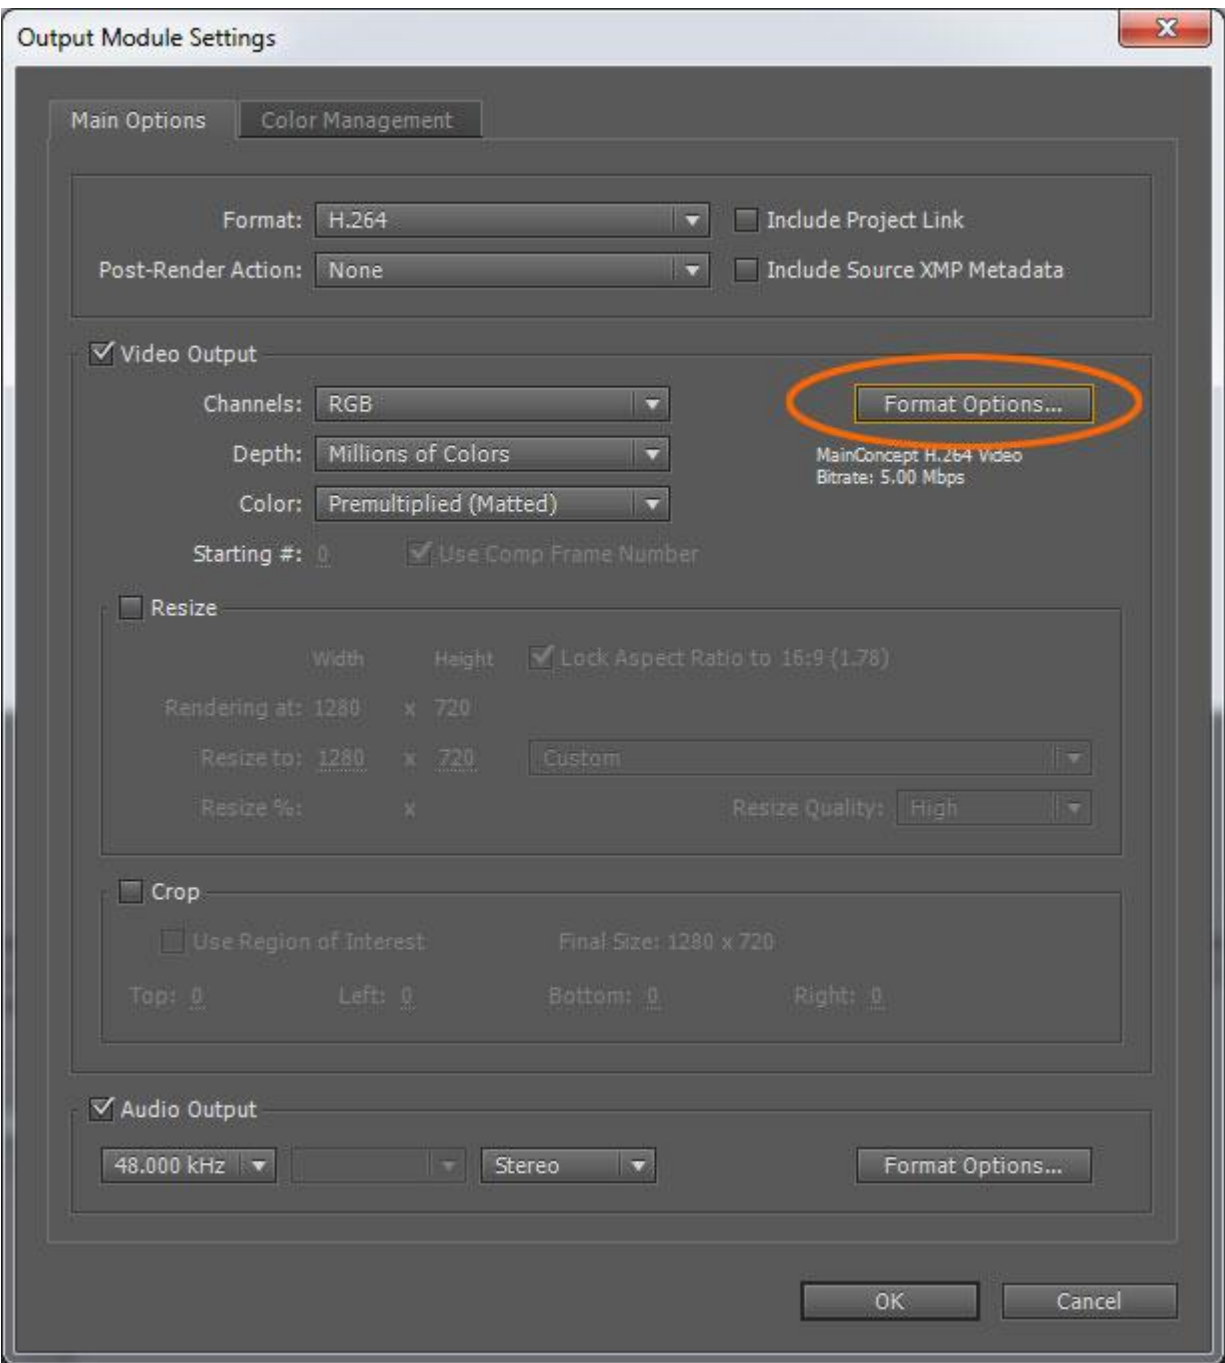 Output Module Settings
Main Options Color Management
Format: H.264 Include Project Link
Post-Render Action: None Include Source XMP Metadata
Video Output
Channels: RGB Format Options...
Depth: Millions of Colors MainConcept H.264 Video
Bitrate: 5.00 Mbps
Color: Premultiplied (Matted)
Starting #: 0 Use Comp Frame Number
Resize
Width Height Lock Aspect Ratio to 16:9 (1.78)
Rendering at: 1280 x 720
Resize to: 1280 x 720 Custom
Resize %: x Resize Quality: High
Crop
Use Region of Interest Final Size: 1280 x 720
Top: 0 Left: 0 Bottom: 0 Right: 0
Audio Output
48.000 kHz Stereo Format Options...
OK Cancel